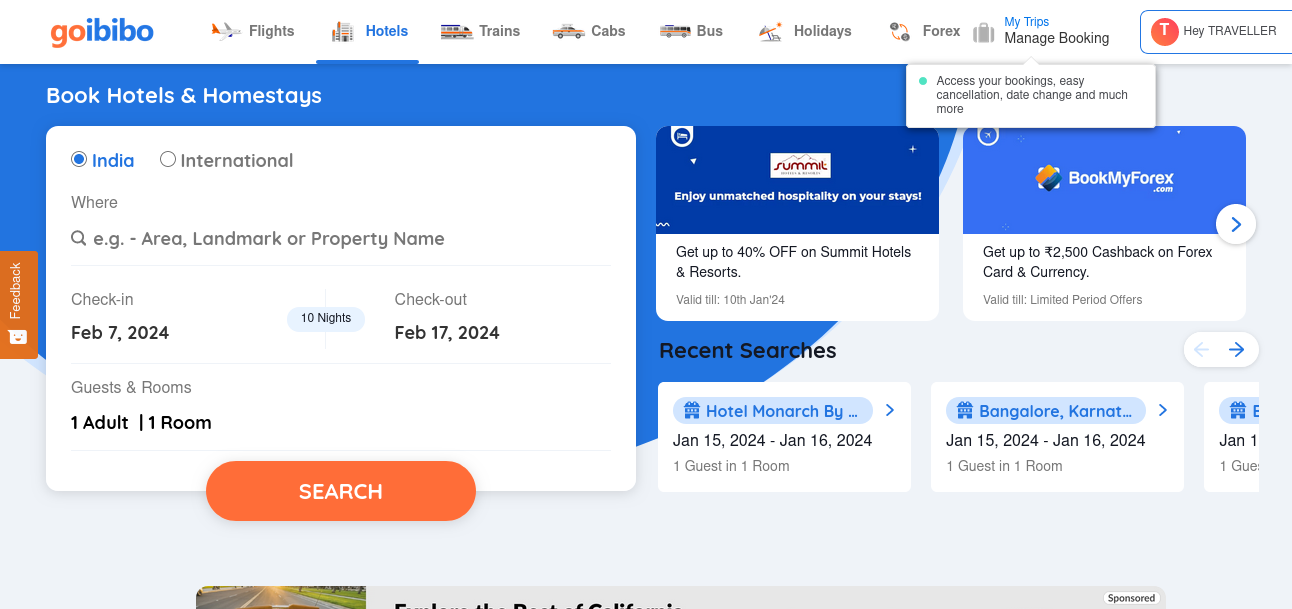 goibibo
Flights
Hotels
Trains
Cabs
Bus
Holidays
Forex
My Trips
Manage Booking
T
Hey TRAVELLER
Access your bookings, easy
cancellation, date change and much
more
Book Hotels & Homestays
India
International
Where
e.g. - Area, Landmark or Property Name
Check-in
Feb 7, 2024
10 Nights
Check-out
Feb 17, 2024
Guests & Rooms
1 Adult | 1 Room
SEARCH
Feedback
summit
Enjoy unmatched hospitality on your stays!
Get up to 40% OFF on Summit Hotels
& Resorts.
Valid till: 10th Jan'24
BookMyForex
.com
Get up to ₹2,500 Cashback on Forex
Card & Currency.
Valid till: Limited Period Offers
Recent Searches
Hotel Monarch By ...
Jan 15, 2024 - Jan 16, 2024
1 Guest in 1 Room
Bangalore, Karnat...
Jan 15, 2024 - Jan 16, 2024
1 Guest in 1 Room
Jan 1
1 Gues
Sponsored
Explore the Best of California